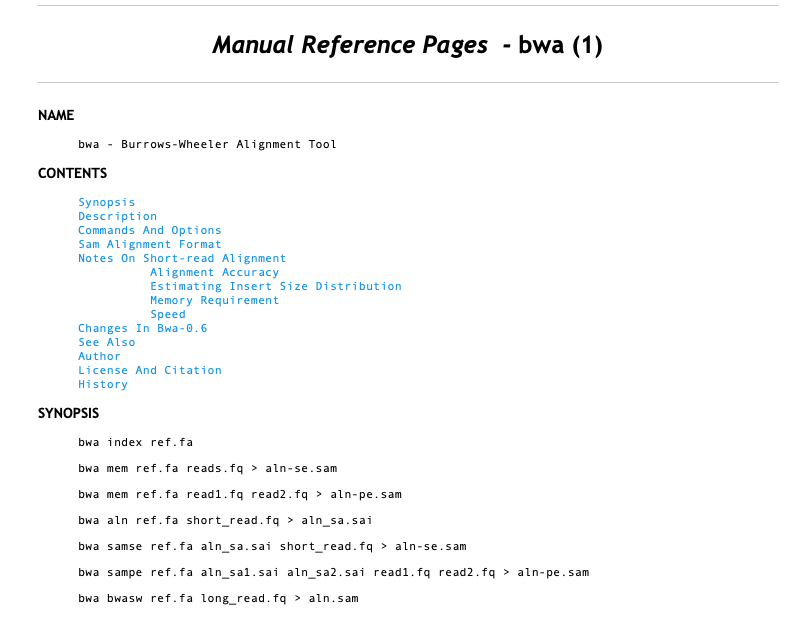 Manual Reference Pages - bwa (1)
NAME
bwa - Burrows-Wheeler Alignment Tool
CONTENTS
Synopsis
Description
Commands And Options
Sam Alignment Format
Notes On Short-read Alignment
Alignment Accuracy
Estimating Insert Size Distribution
Memory Requirement
Speed
Changes In Bwa-0.6
See Also
Author
License And Citation
History
SYNOPSIS
bwa index ref.fa
bwa mem ref.fa reads.fq > aln-se.sam
bwa mem ref.fa read1.fq read2.fq > aln-pe.sam
bwa aln ref.fa short_read.fq > aln_sa.sai
bwa samse ref.fa aln_sa.sai short_read.fq > aln-se.sam
bwa sampe ref.fa aln_sa1.sai aln_sa2.sai read1.fq read2.fq > aln-pe.sam
bwa bwasw ref.fa long_read.fq > aln.sam